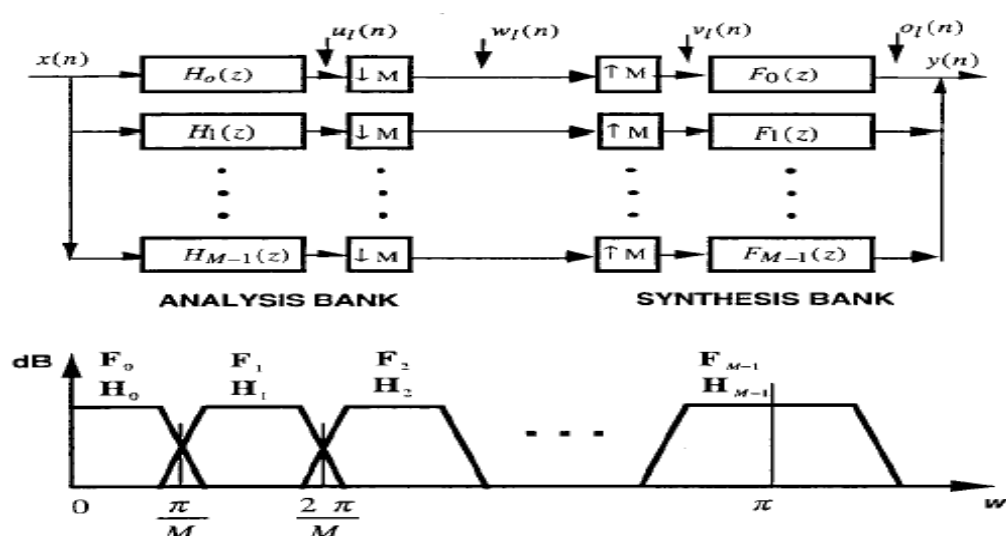 u_l(n) w_l(n) v_l(n) o_l(n)
x(n) H_o(z) ↓ M ↑ M F_0(z) y(n)
H_1(z) ↓ M ↑ M F_1(z)
H_{M−1}(z) ↓ M ↑ M F_{M−1}(z)
ANALYSIS BANK SYNTHESIS BANK
dB F_0 F_1 F_2 F_{M−1}
H_0 H_1 H_2 H_{M−1}
0 π/M 2π/M π w